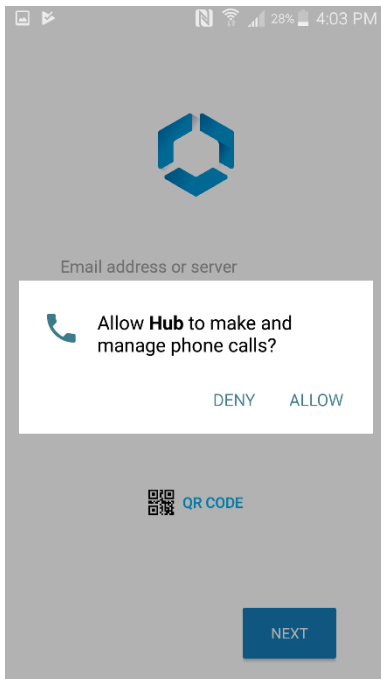 28% 4:03 PM
Email address or server
Allow Hub to make and
manage phone calls?
DENY ALLOW
QR CODE
NEXT